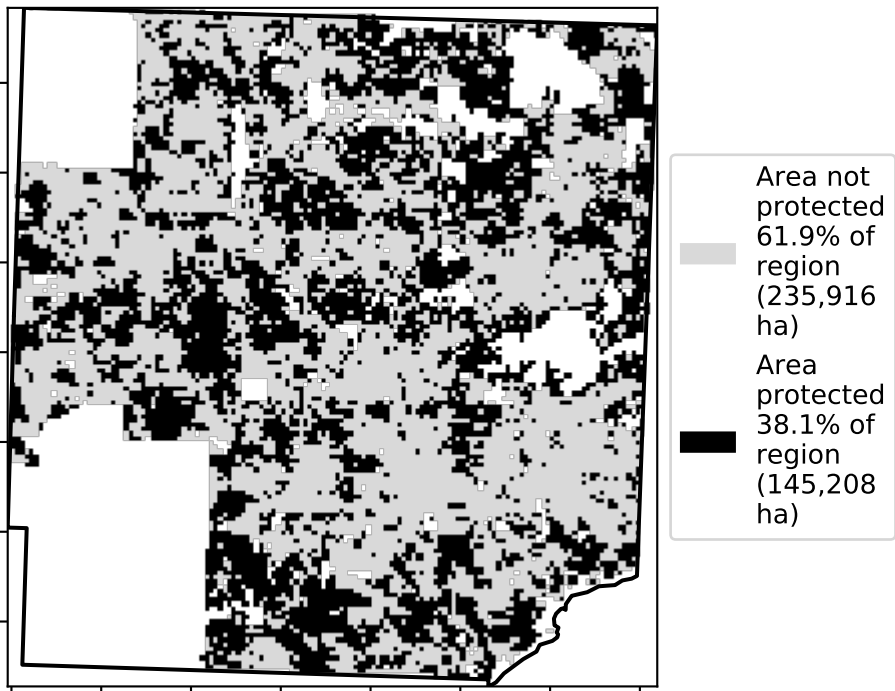 Area not
protected
61.9% of
region
(235,916
ha)
Area
protected
38.1% of
region
(145,208
ha)